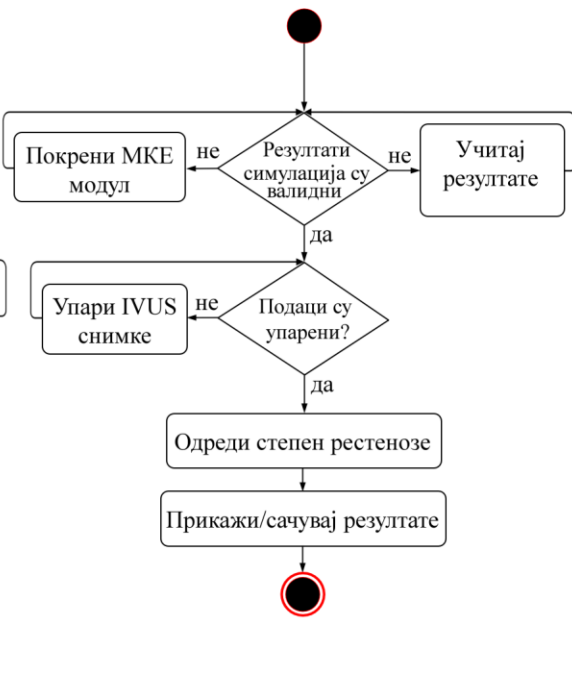 Покрени МКЕ
модул
не
Резултати
симулација су
валидни
не
Учитај
резултате
да
Упари IVUS
снимке
не
Подаци су
упарени?
да
Одреди степен рестенозе
Прикажи/сачувај резултате